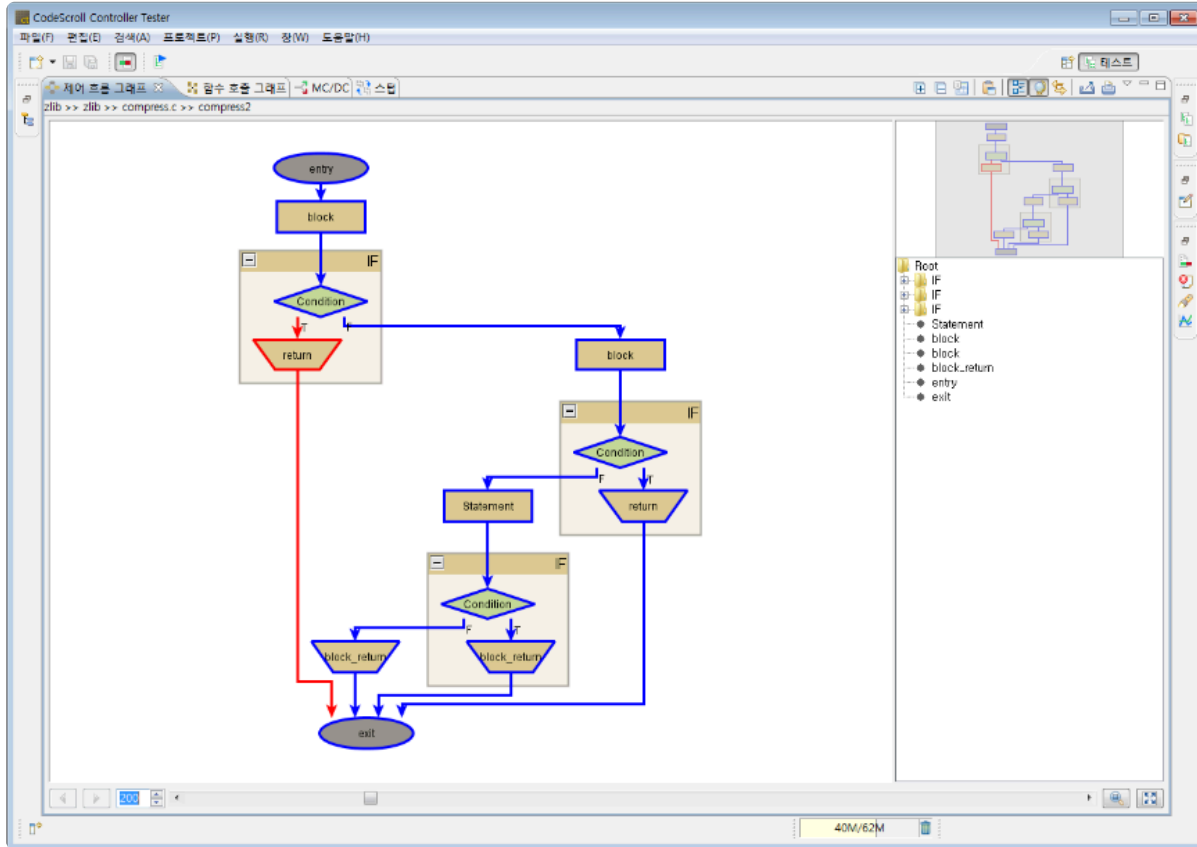 CodeScroll Controller Tester
파일(F) 편집(E) 검색(A) 프로젝트(P) 실행(R) 창(W) 도움말(H)
테스트
제어 흐름 그래프 함수 호출 그래프 MC/DC 스텁
zlib >> zlib >> compress.c >> compress2
entry
block
IF
Condition
T F
return
block
IF
Condition
F T
Statement
return
IF
Condition
F T
block_return
block_return
exit
Root
IF
IF
IF
Statement
block
block
block_return
entry
exit
200
40M/62M